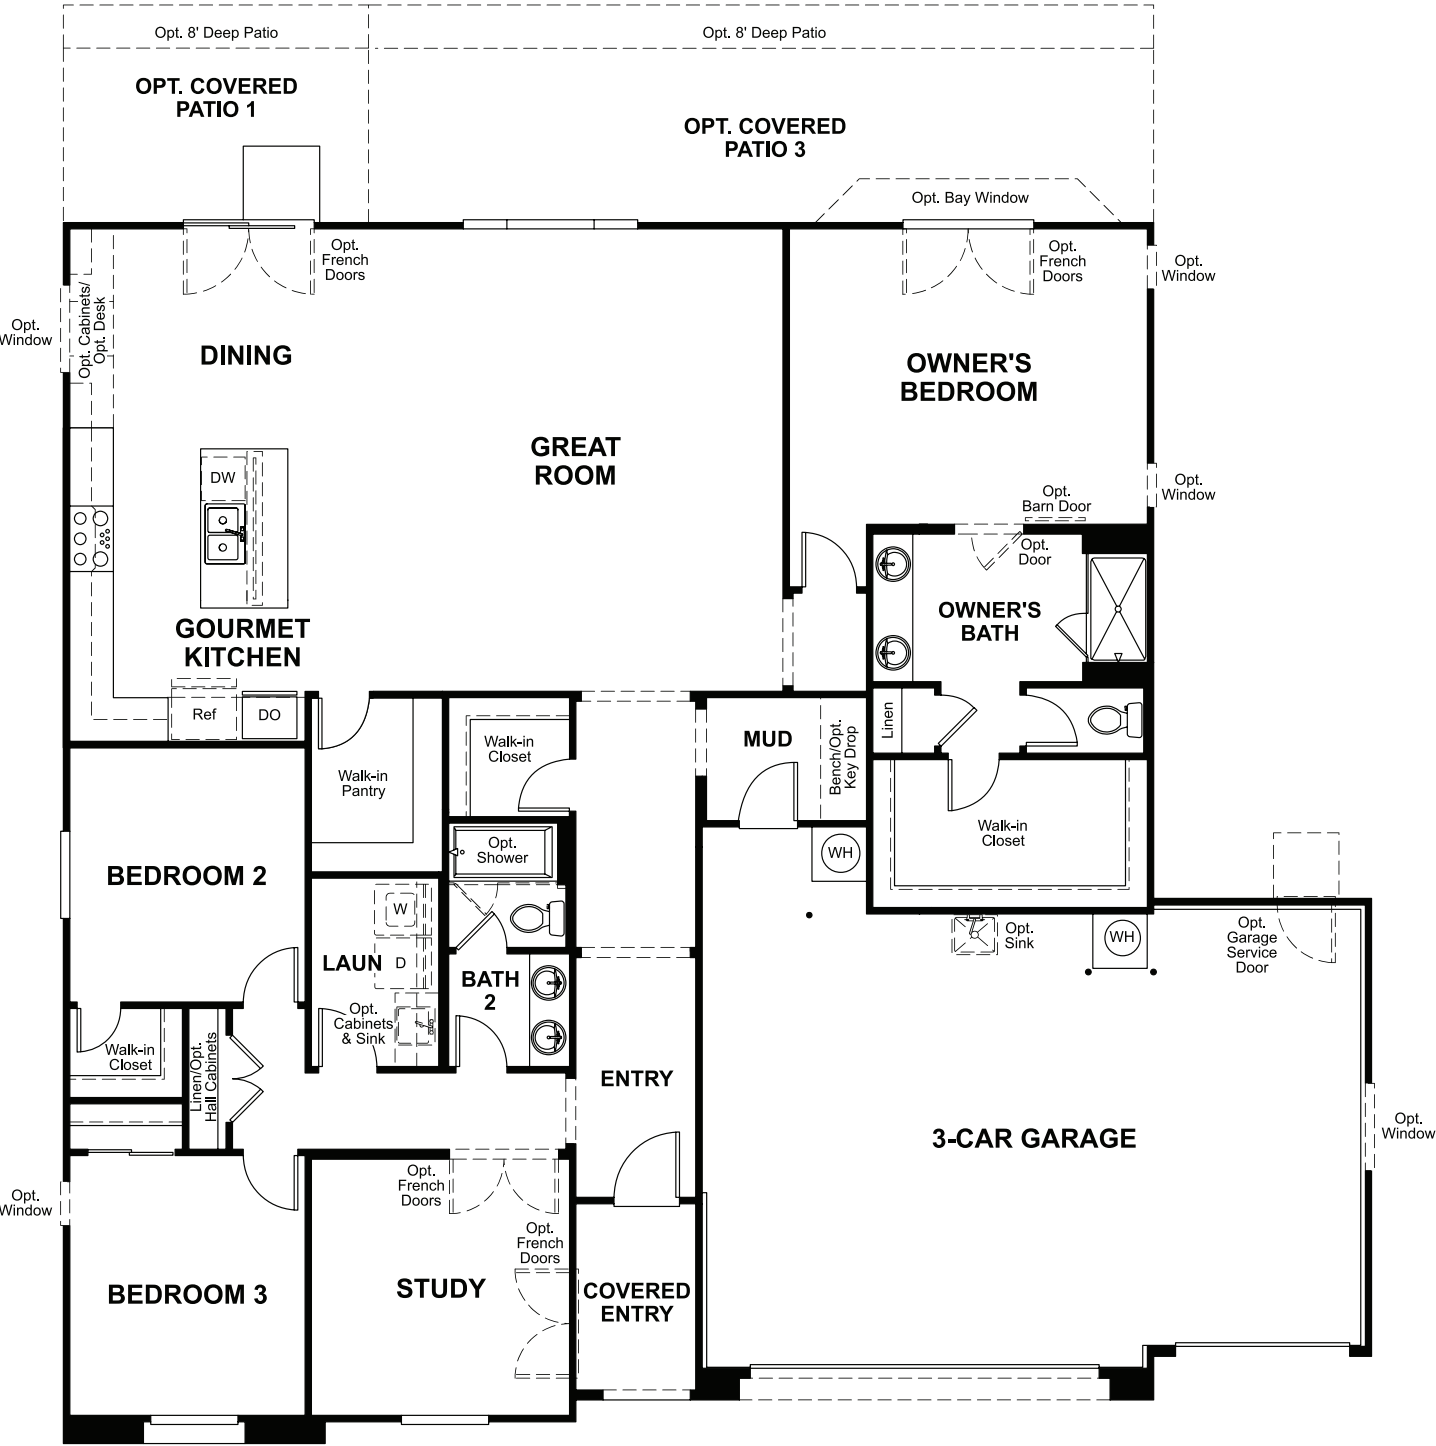 Opt. 8' Deep Patio
Opt. 8' Deep Patio
OPT. COVERED
PATIO 1
OPT. COVERED
PATIO 3
Opt. Bay Window
Opt.
French
Doors
Opt.
French
Doors
Opt.
Window
Opt.
Window
Opt. Cabinets/
Opt. Desk
DINING
OWNER'S
BEDROOM
GREAT
ROOM
DW
Opt.
Window
Opt.
Barn Door
Opt.
Door
OWNER'S
BATH
GOURMET
KITCHEN
Ref
DO
Linen
MUD
Bench/Opt.
Key Drop
Walk-in
Closet
Walk-in
Pantry
Walk-in
Closet
WH
Opt.
Shower
BEDROOM 2
W
D
LAUN
BATH
2
Opt.
Cabinets
& Sink
Opt.
Sink
WH
Opt.
Garage
Service
Door
Walk-in
Closet
Linen/Opt.
Hall Cabinets
ENTRY
3-CAR GARAGE
Opt.
Window
Opt.
Window
Opt.
French
Doors
Opt.
French
Doors
BEDROOM 3
STUDY
COVERED
ENTRY